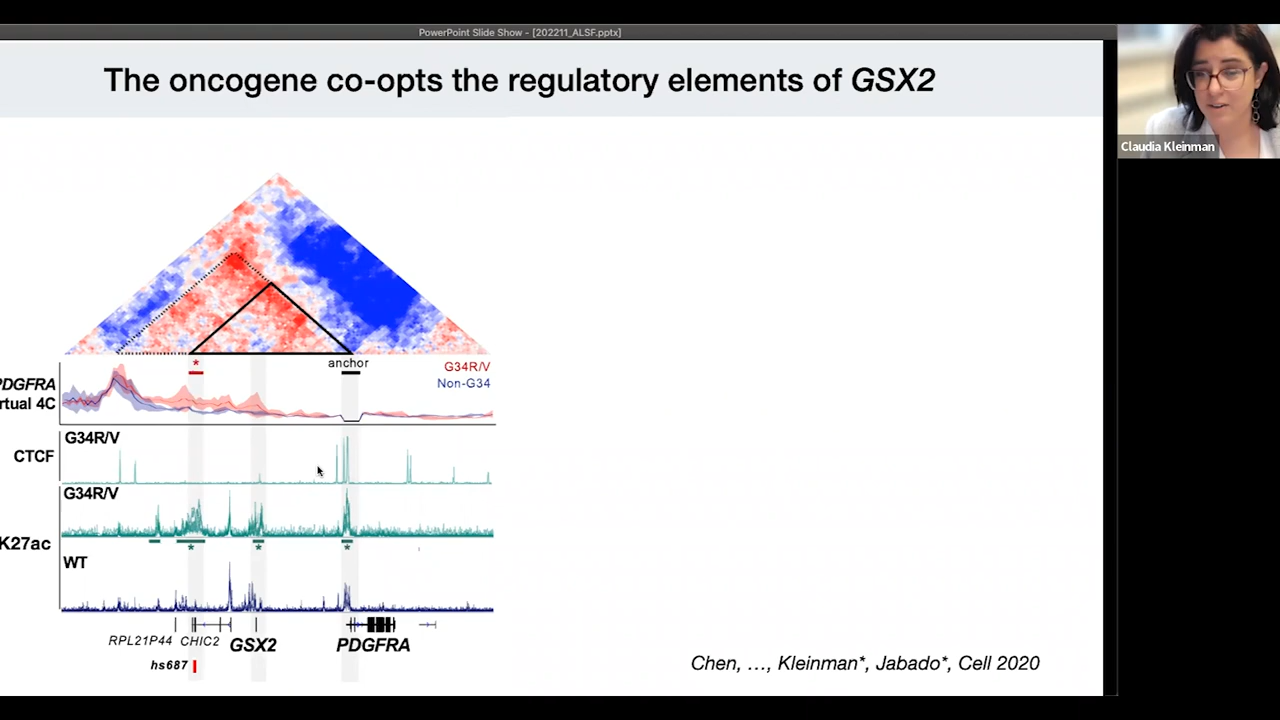 PowerPoint Slide Show - [202211_ALSF.pptx]
The oncogene co-opts the regulatory elements of GSX2
Claudia Kleinman
*
anchor
G34R/V
Non-G34
PDGFRA
rtual 4C
G34R/V
CTCF
G34R/V
K27ac
* * *
WT
RPL21P44 CHIC2 GSX2 PDGFRA
hs687
Chen, …, Kleinman*, Jabado*, Cell 2020